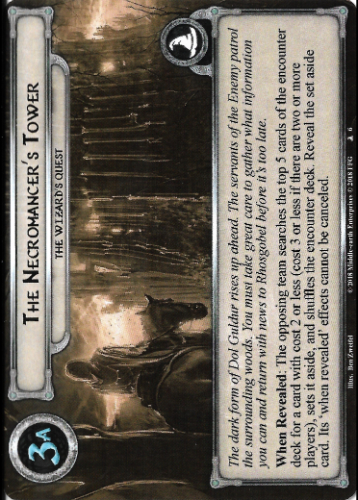 3A
THE NECROMANCER'S TOWER
THE WIZARD'S QUEST
The dark form of Dol Guldur rises up ahead. The servants of the Enemy patrol
the surrounding woods. You must take great care to gather what information
you can and return with news to Rhosgobel before it's too late.
When Revealed: The opposing team searches the top 5 cards of the encounter
deck for a card with cost 2 or less (cost 3 or less if there are two or more
players), sets it aside, and shuffles the encounter deck. Reveal the set aside
card. Its 'when revealed' effects cannot be canceled.
Illus. Ben Zweifel
© 2018 Middle-earth Enterprises © 2018 FFG
6